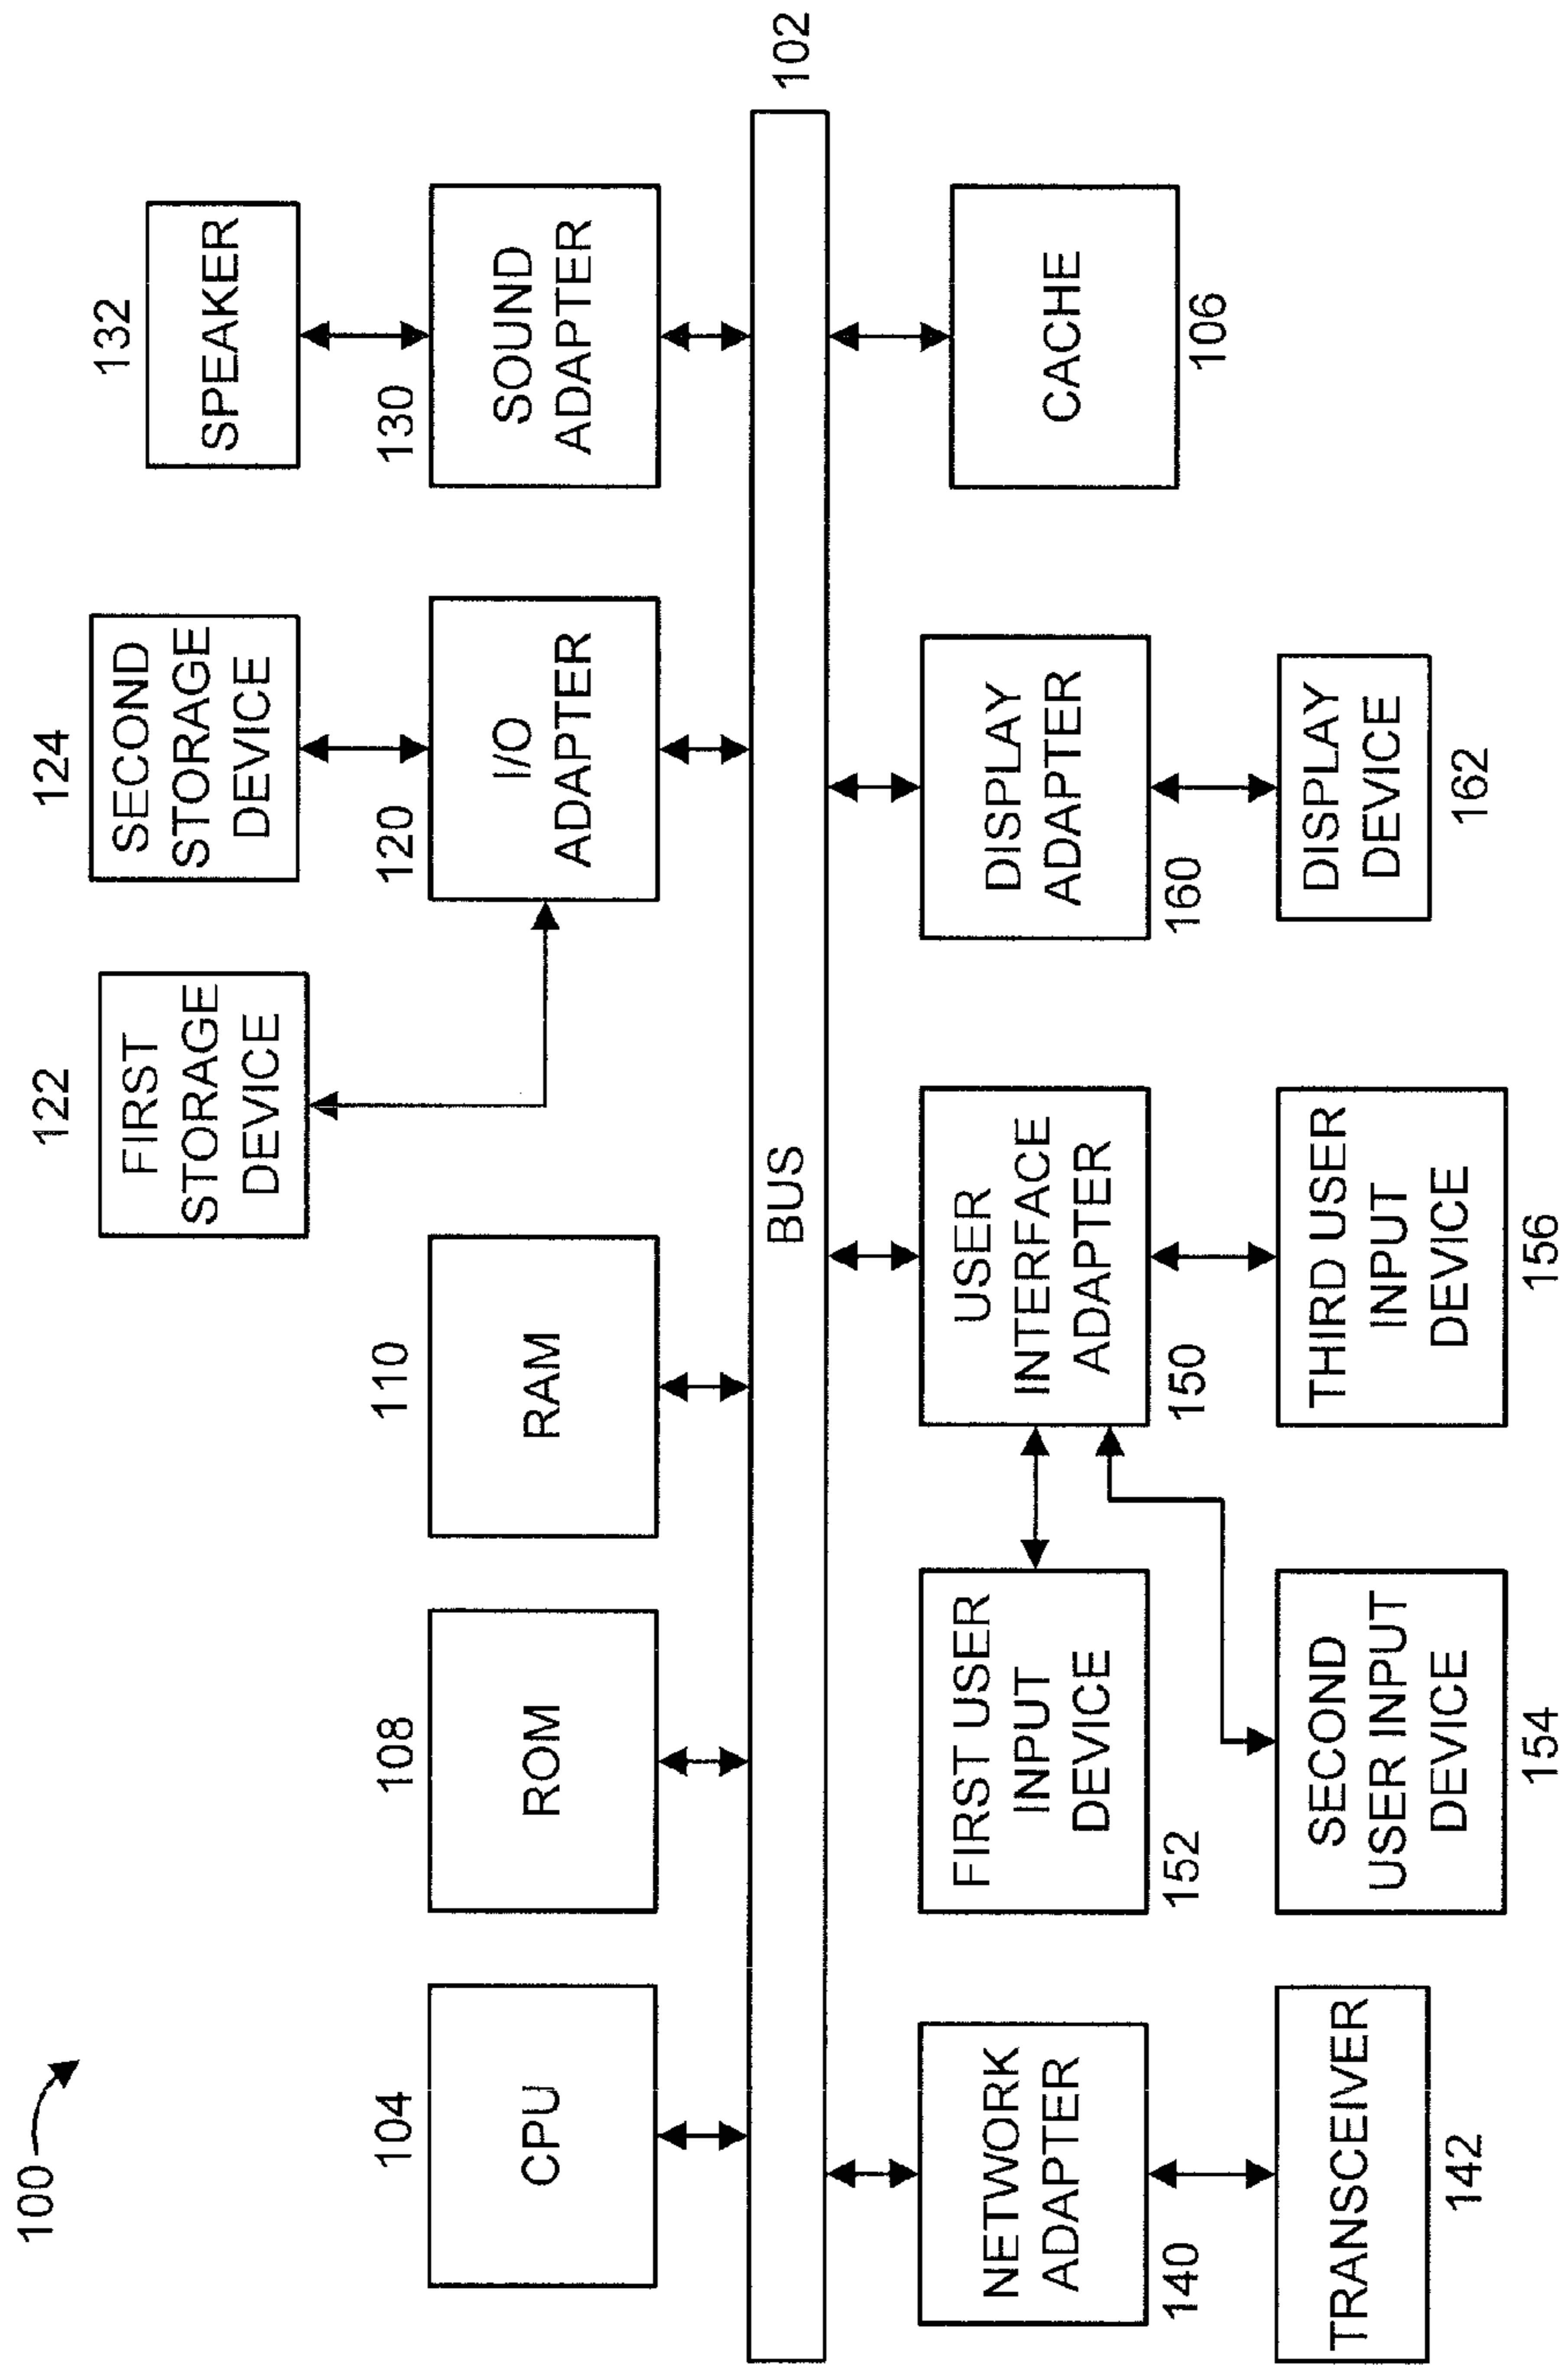 100
122
FIRST
STORAGE
DEVICE
124
SECOND
STORAGE
DEVICE
132
SPEAKER
104
CPU
108
ROM
110
RAM
120
I/O
ADAPTER
130
SOUND
ADAPTER
BUS
102
NETWORK
ADAPTER
140
FIRST USER
INPUT
DEVICE
152
USER
INTERFACE
ADAPTER
150
DISPLAY
ADAPTER
160
CACHE
106
TRANSCEIVER
142
SECOND
USER INPUT
DEVICE
154
THIRD USER
INPUT
DEVICE
156
DISPLAY
DEVICE
162